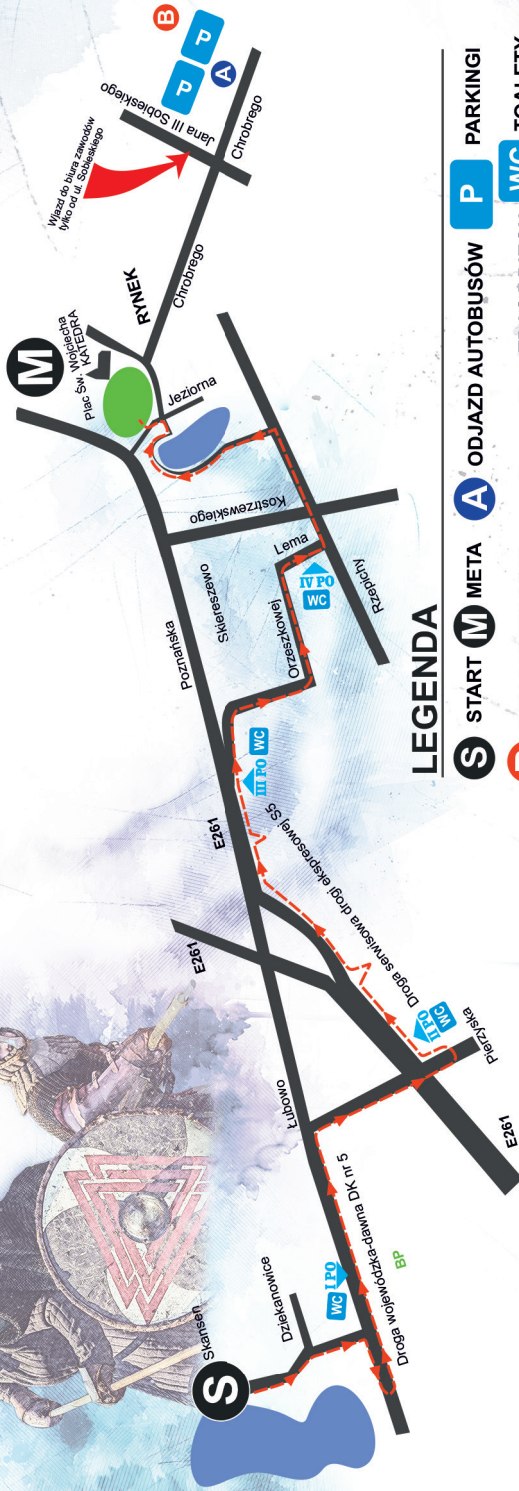 S
Skansen
Dziekanowice
WC
I PO
Droga wojewódzka-dawna DK nr 5
BP
Łubowo
E261
Pierzyska
II PO
WC
Droga serwisowa drogi ekspresowej S5
E261
E261
III PO
WC
Poznańska
Skiereszewo
Orzeszkowej
Lema
IV PO
WC
Rzepichy
Kostrzewskiego
Jeziorna
M
Plac Św. Wojciecha
KATEDRA
RYNEK
Chrobrego
Chrobrego
Wjazd do biura zawodów
tylko od ul. Sobieskiego
Jana III Sobieskiego
P
P
A
B
LEGENDA
S START M META A ODJAZD AUTOBUSÓW P PARKINGI